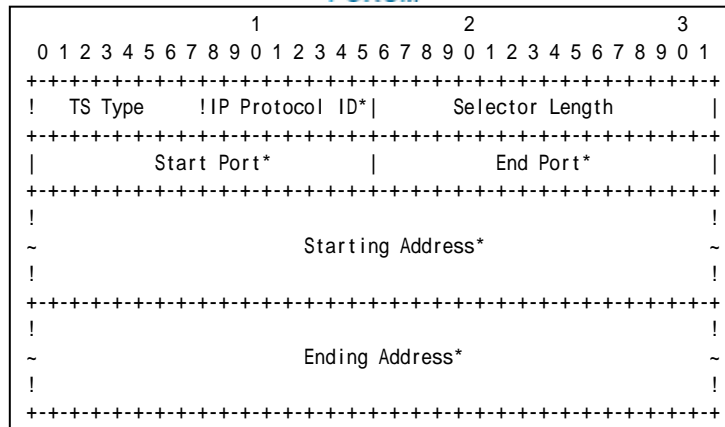 1                   2                   3
 0 1 2 3 4 5 6 7 8 9 0 1 2 3 4 5 6 7 8 9 0 1 2 3 4 5 6 7 8 9 0 1
+-+-+-+-+-+-+-+-+-+-+-+-+-+-+-+-+-+-+-+-+-+-+-+-+-+-+-+-+-+-+-+-+
!   TS Type     !IP Protocol ID*|       Selector Length         |
+-+-+-+-+-+-+-+-+-+-+-+-+-+-+-+-+-+-+-+-+-+-+-+-+-+-+-+-+-+-+-+-+
|           Start Port*         |           End Port*           |
+-+-+-+-+-+-+-+-+-+-+-+-+-+-+-+-+-+-+-+-+-+-+-+-+-+-+-+-+-+-+-+-+
!                                                               !
~                         Starting Address*                     ~
!                                                               !
+-+-+-+-+-+-+-+-+-+-+-+-+-+-+-+-+-+-+-+-+-+-+-+-+-+-+-+-+-+-+-+-+
!                                                               !
~                         Ending Address*                       ~
!                                                               !
+-+-+-+-+-+-+-+-+-+-+-+-+-+-+-+-+-+-+-+-+-+-+-+-+-+-+-+-+-+-+-+-+